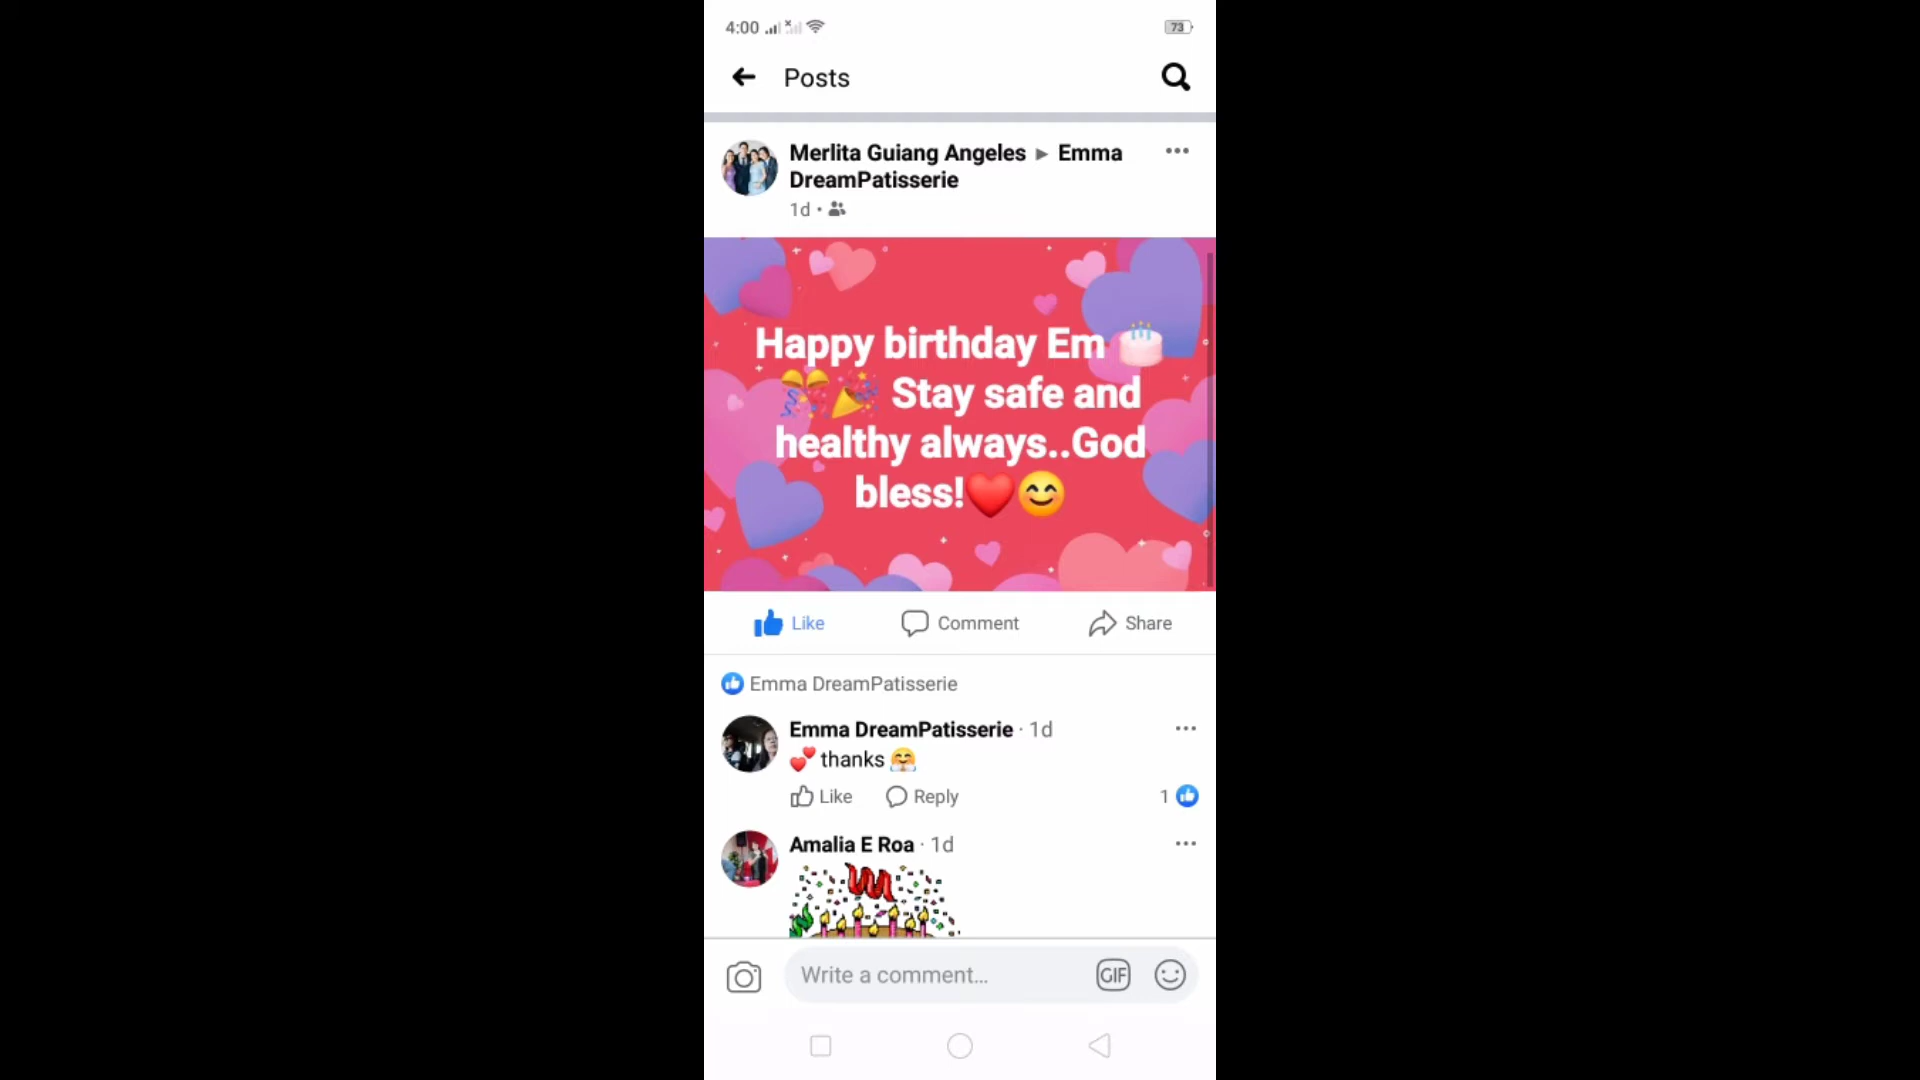 4:00
73
Posts
Merlita Guiang Angeles ▸ Emma
DreamPatisserie
1d ·
Happy birthday Em 🎂
🎊🎉 Stay safe and
healthy always..God
bless!❤️😊
Like
Comment
Share
Emma DreamPatisserie
Emma DreamPatisserie · 1d
💕 thanks 🤗
Like
Reply
1
Amalia E Roa · 1d
Write a comment...
GIF